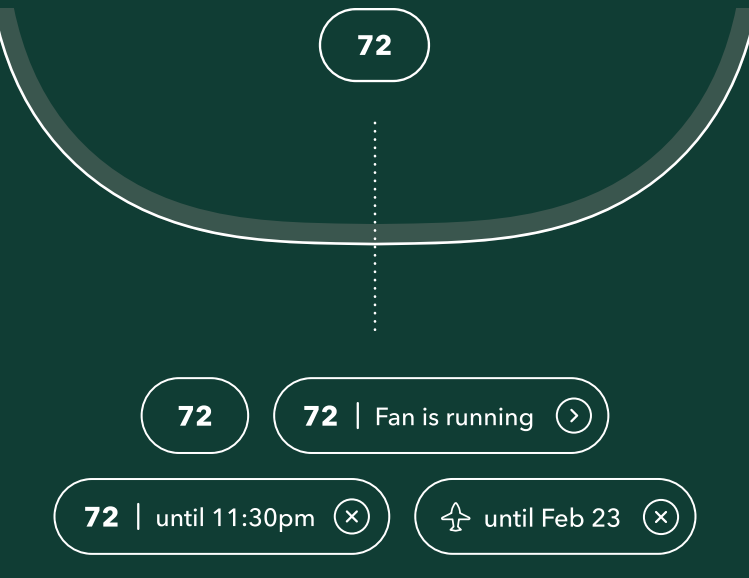 72
72
72 | Fan is running
72 | until 11:30pm
until Feb 23